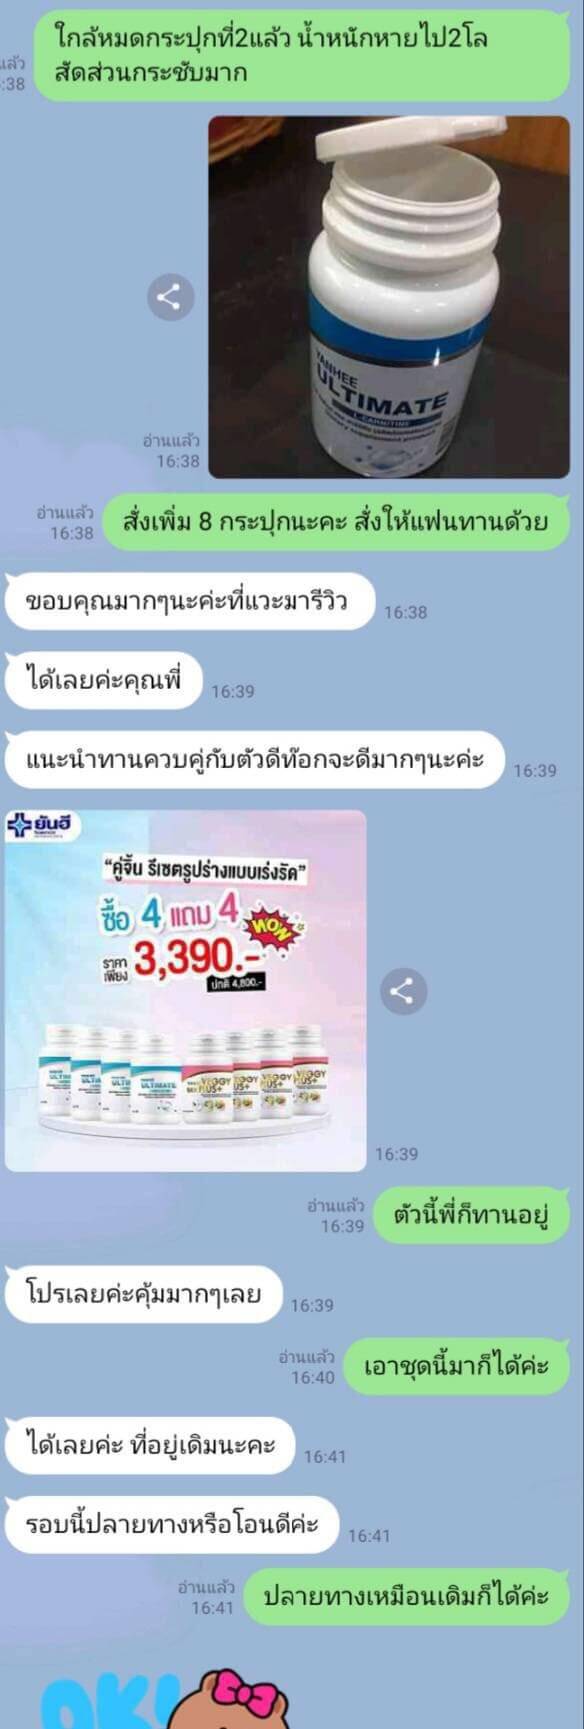 ใกล้หมดกระปุกที่2แล้ว น้ำหนักหายไป2โล
สัดส่วนกระชับมาก
:38
YANHEE
ULTIMATE
L-CARNITINE
อ่านแล้ว
16:38
อ่านแล้ว
16:38
สั่งเพิ่ม 8 กระปุกนะคะ สั่งให้แฟนทานด้วย
ขอบคุณมากๆนะค่ะที่แวะมารีวิว
16:38
ได้เลยค่ะคุณพี่
16:39
แนะนำทานควบคู่กับตัวดีท๊อกจะดีมากๆนะค่ะ
16:39
ยันฮี
"คู่จิ้น รีเซตรูปร่างแบบเร่งรัด"
ซื้อ 4 แถม 4
WOW
ราคา
เพียง
3,390.-
ปกติ 4,800.-
ULTIMATE
VEGGY
PLUS+
16:39
อ่านแล้ว
16:39
ตัวนี้พี่ก็ทานอยู่
โปรเลยค่ะคุ้มมากๆเลย
16:39
อ่านแล้ว
16:40
เอาชุดนี้มาก็ได้ค่ะ
ได้เลยค่ะ ที่อยู่เดิมนะคะ
16:41
รอบนี้ปลายทางหรือโอนดีค่ะ
16:41
อ่านแล้ว
16:41
ปลายทางเหมือนเดิมก็ได้ค่ะ
OK!